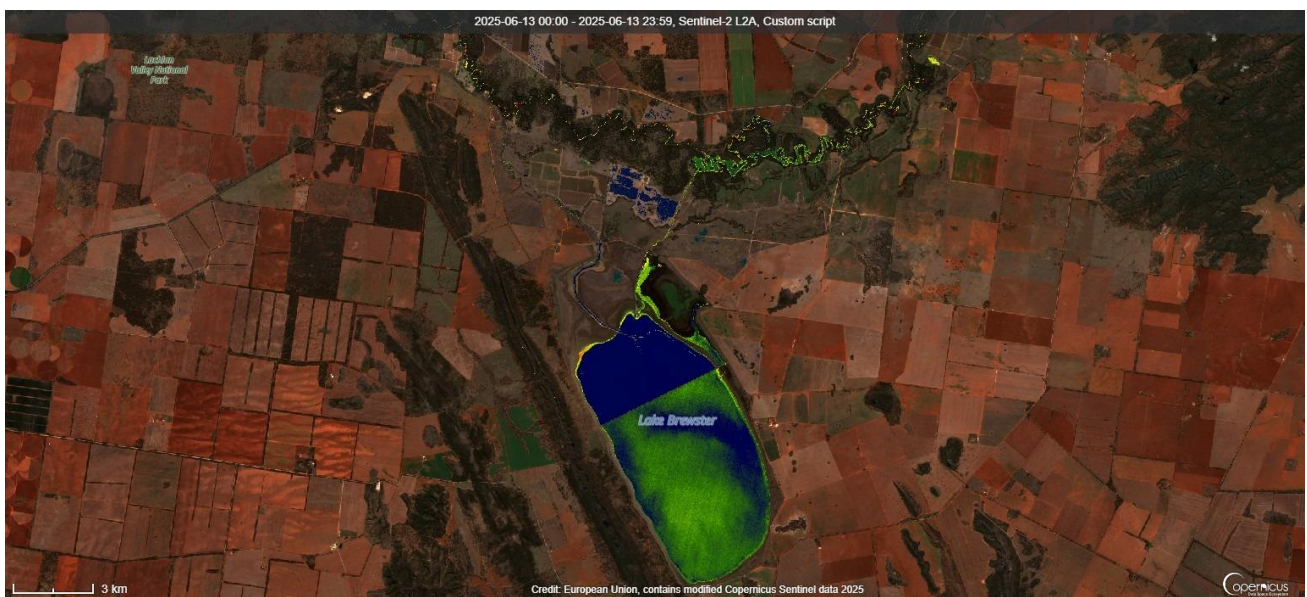 2025-06-13 00:00 - 2025-06-13 23:59, Sentinel-2 L2A, Custom script
Lachlan
Valley National
Park
Lake Brewster
3 km
Credit: European Union, contains modified Copernicus Sentinel data 2025
Copernicus